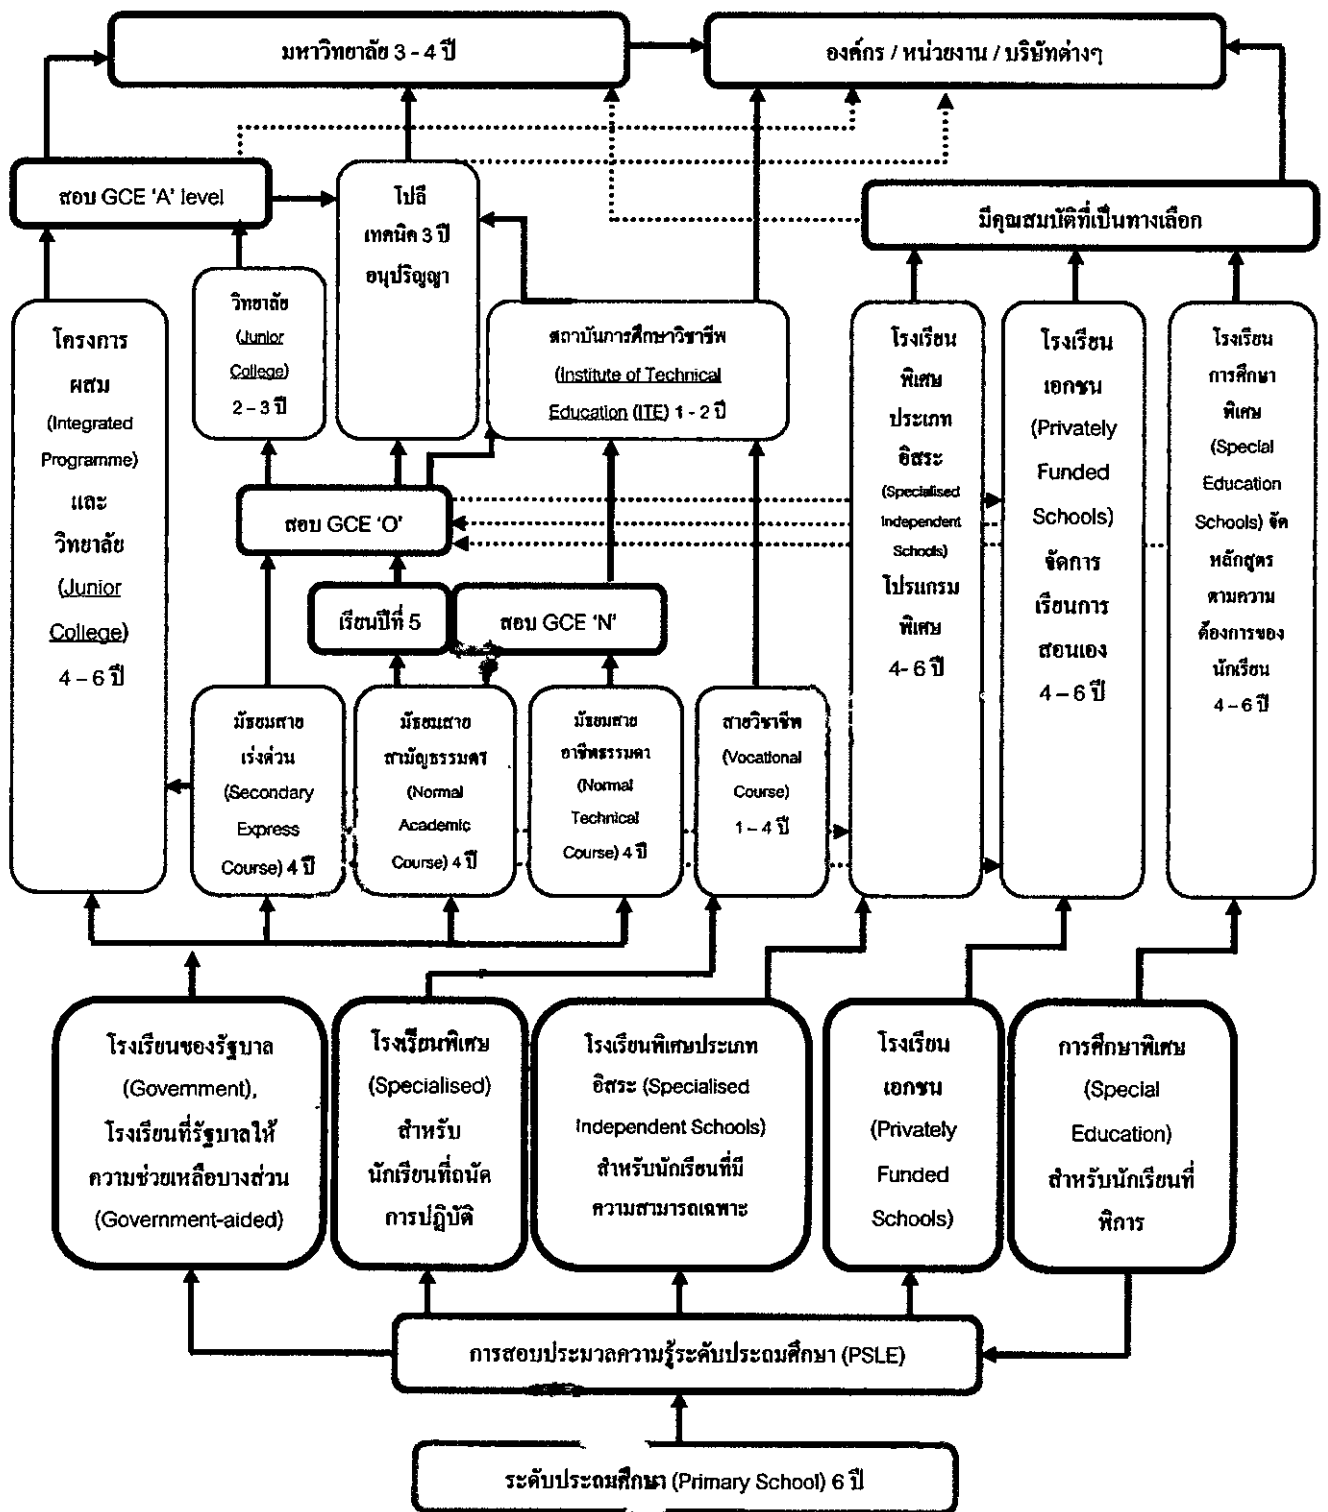 มหาวิทยาลัย 3 - 4 ปี
องค์กร / หน่วยงาน / บริษัทต่างๆ
สอบ GCE 'A' level
โปลี
เทคนิค 3 ปี
อนุปริญญา
มีคุณสมบัติที่เป็นทางเลือก
โครงการ
ผสม
(Integrated
Programme)
และ
วิทยาลัย
(Junior
College)
4 – 6 ปี
วิทยาลัย
(Junior
College)
2 – 3 ปี
สถาบันการศึกษาวิชาชีพ
(Institute of Technical
Education (ITE) 1 - 2 ปี
โรงเรียน
พิเศษ
ประเภท
อิสระ
(Specialised
Independent
Schools)
โปรแกรม
พิเศษ
4- 6 ปี
โรงเรียน
เอกชน
(Privately
Funded
Schools)
จัดการ
เรียนการ
สอนเอง
4 – 6 ปี
โรงเรียน
การศึกษา
พิเศษ
(Special
Education
Schools) จัด
หลักสูตร
ตามความ
ต้องการของ
นักเรียน
4 – 6 ปี
สอบ GCE 'O'
เรียนปีที่ 5
สอบ GCE 'N'
มัธยมสาย
เร่งด่วน
(Secondary
Express
Course) 4 ปี
มัธยมสาย
สามัญธรรมดา
(Normal
Academic
Course) 4 ปี
มัธยมสาย
อาชีพธรรมดา
(Normal
Technical
Course) 4 ปี
สายวิชาชีพ
(Vocational
Course)
1 – 4 ปี
โรงเรียนของรัฐบาล
(Government),
โรงเรียนที่รัฐบาลให้
ความช่วยเหลือบางส่วน
(Government-aided)
โรงเรียนพิเศษ
(Specialised)
สำหรับ
นักเรียนที่ถนัด
การปฏิบัติ
โรงเรียนพิเศษประเภท
อิสระ (Specialised
Independent Schools)
สำหรับนักเรียนที่มี
ความสามารถเฉพาะ
โรงเรียน
เอกชน
(Privately
Funded
Schools)
การศึกษาพิเศษ
(Special
Education)
สำหรับนักเรียนที่
พิการ
การสอบประมวลความรู้ระดับประถมศึกษา (PSLE)
ระดับประถมศึกษา (Primary School) 6 ปี